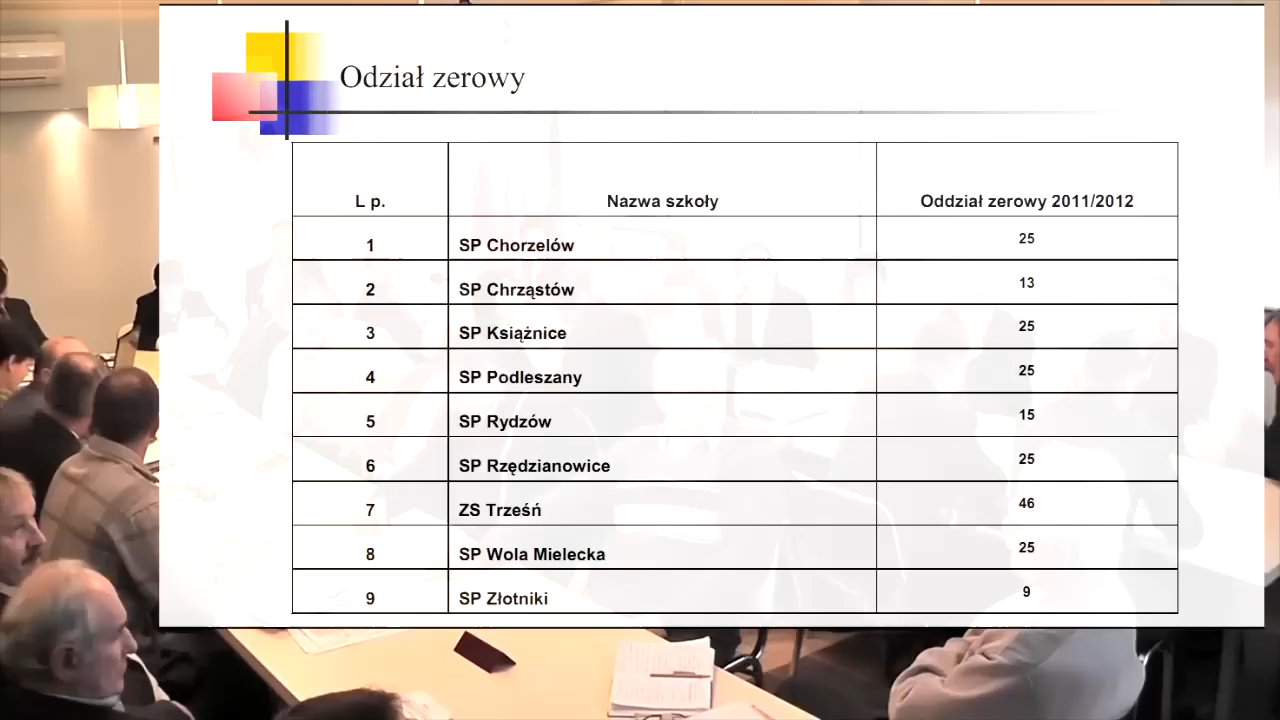 Odział zerowy
L p. Nazwa szkoły Oddział zerowy 2011/2012
1 SP Chorzelów 25
2 SP Chrząstów 13
3 SP Książnice 25
4 SP Podleszany 25
5 SP Rydzów 15
6 SP Rzędzianowice 25
7 ZS Trześń 46
8 SP Wola Mielecka 25
9 SP Złotniki 9